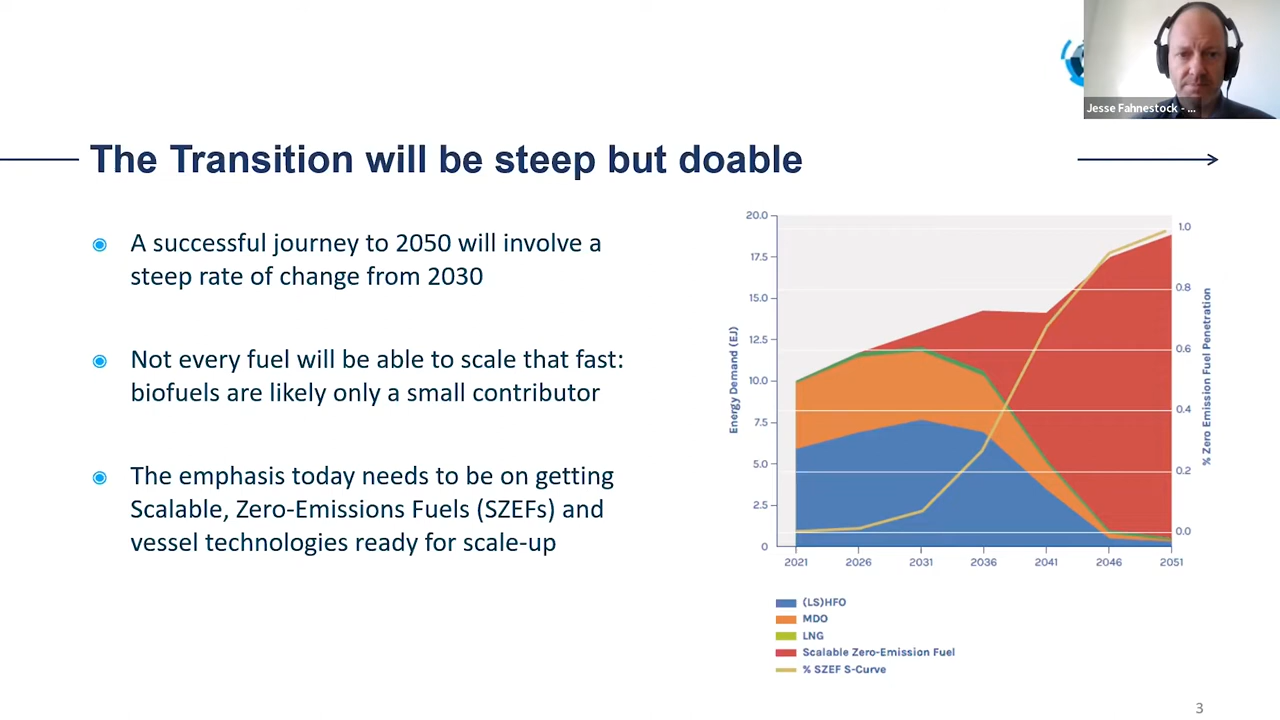 Jesse Fahnestock - ...
The Transition will be steep but doable
A successful journey to 2050 will involve a
steep rate of change from 2030
Not every fuel will be able to scale that fast:
biofuels are likely only a small contributor
The emphasis today needs to be on getting
Scalable, Zero-Emissions Fuels (SZEFs) and
vessel technologies ready for scale-up
Energy Demand (EJ)
20.0
17.5
15.0
12.5
10.0
7.5
5.0
2.5
0
1.0
0.8
0.6
0.4
0.2
0.0
% Zero Emission Fuel Penetration
2021 2026 2031 2036 2041 2046 2051
(LS)HFO
MDO
LNG
Scalable Zero-Emission Fuel
% SZEF S-Curve
3